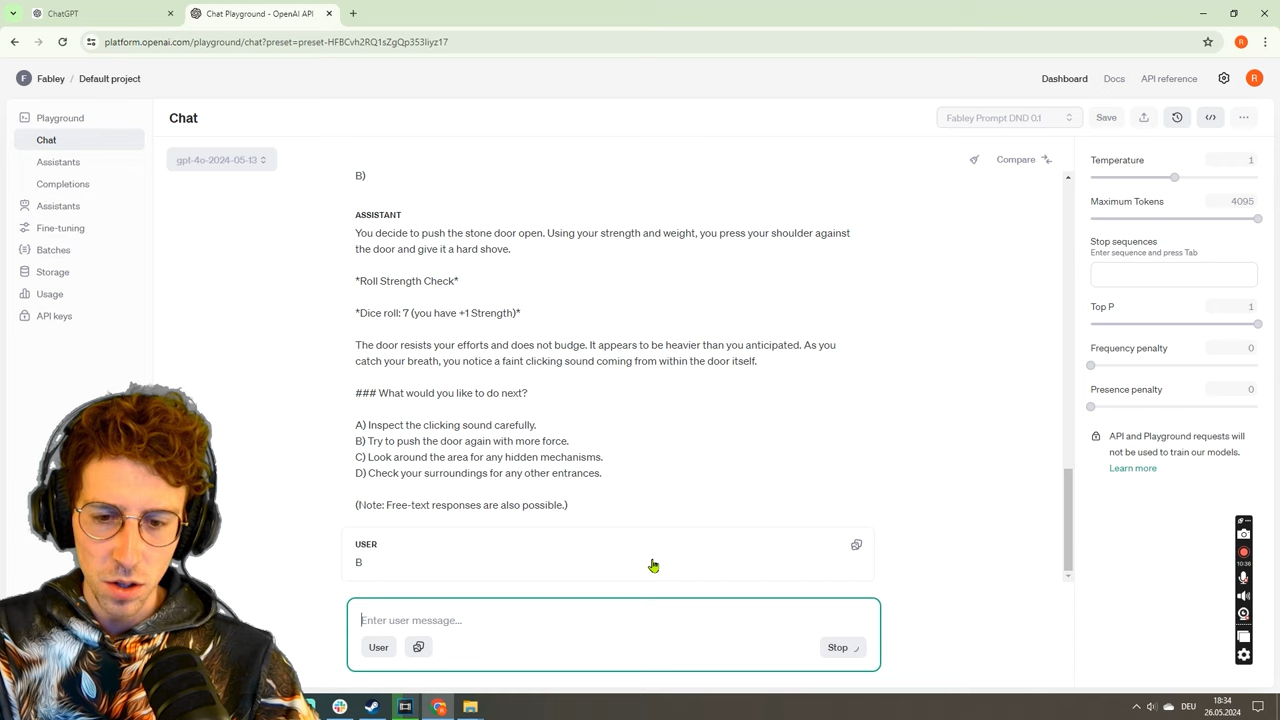 ChatGPT
Chat Playground - OpenAI API
platform.openai.com/playground/chat?preset=preset-HFBCvh2RQ1sZgQp353liyz17
R
F Fabley / Default project
Dashboard Docs API reference R
Playground
Chat
Assistants
Completions
Assistants
Fine-tuning
Batches
Storage
Usage
API keys
Chat
Fabley Prompt DND 0.1
Save
gpt-4o-2024-05-13
Compare
B)
ASSISTANT
You decide to push the stone door open. Using your strength and weight, you press your shoulder against
the door and give it a hard shove.
*Roll Strength Check*
*Dice roll: 7 (you have +1 Strength)*
The door resists your efforts and does not budge. It appears to be heavier than you anticipated. As you
catch your breath, you notice a faint clicking sound coming from within the door itself.
### What would you like to do next?
A) Inspect the clicking sound carefully.
B) Try to push the door again with more force.
C) Look around the area for any hidden mechanisms.
D) Check your surroundings for any other entrances.
(Note: Free-text responses are also possible.)
USER
B
Enter user message...
User
Stop
Temperature 1
Maximum Tokens 4095
Stop sequences
Enter sequence and press Tab
Top P 1
Frequency penalty 0
Presence penalty 0
API and Playground requests will
not be used to train our models.
Learn more
10:36
DEU
18:34
26.05.2024